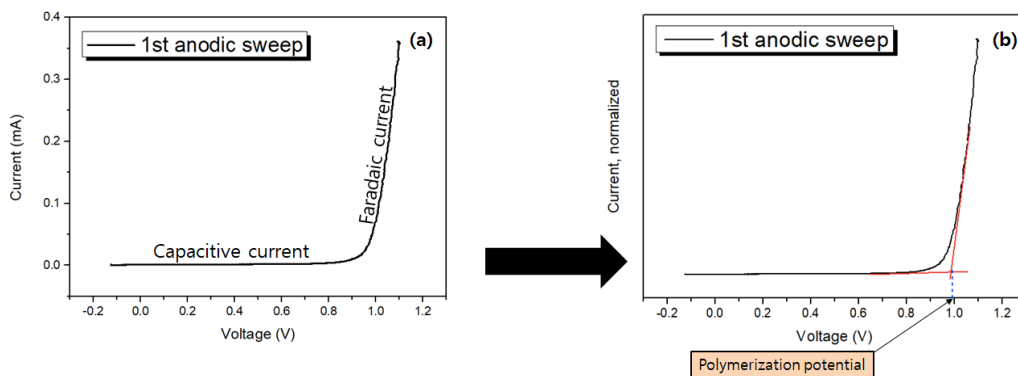 1st anodic sweep
(a)
0.4
0.3
0.2
0.1
0.0
Current (mA)
Capacitive current
Faradaic current
-0.2 0.0 0.2 0.4 0.6 0.8 1.0 1.2
Voltage (V)
1st anodic sweep
(b)
Current, normalized
-0.2 0.0 0.2 0.4 0.6 0.8 1.0 1.2
Voltage (V)
Polymerization potential